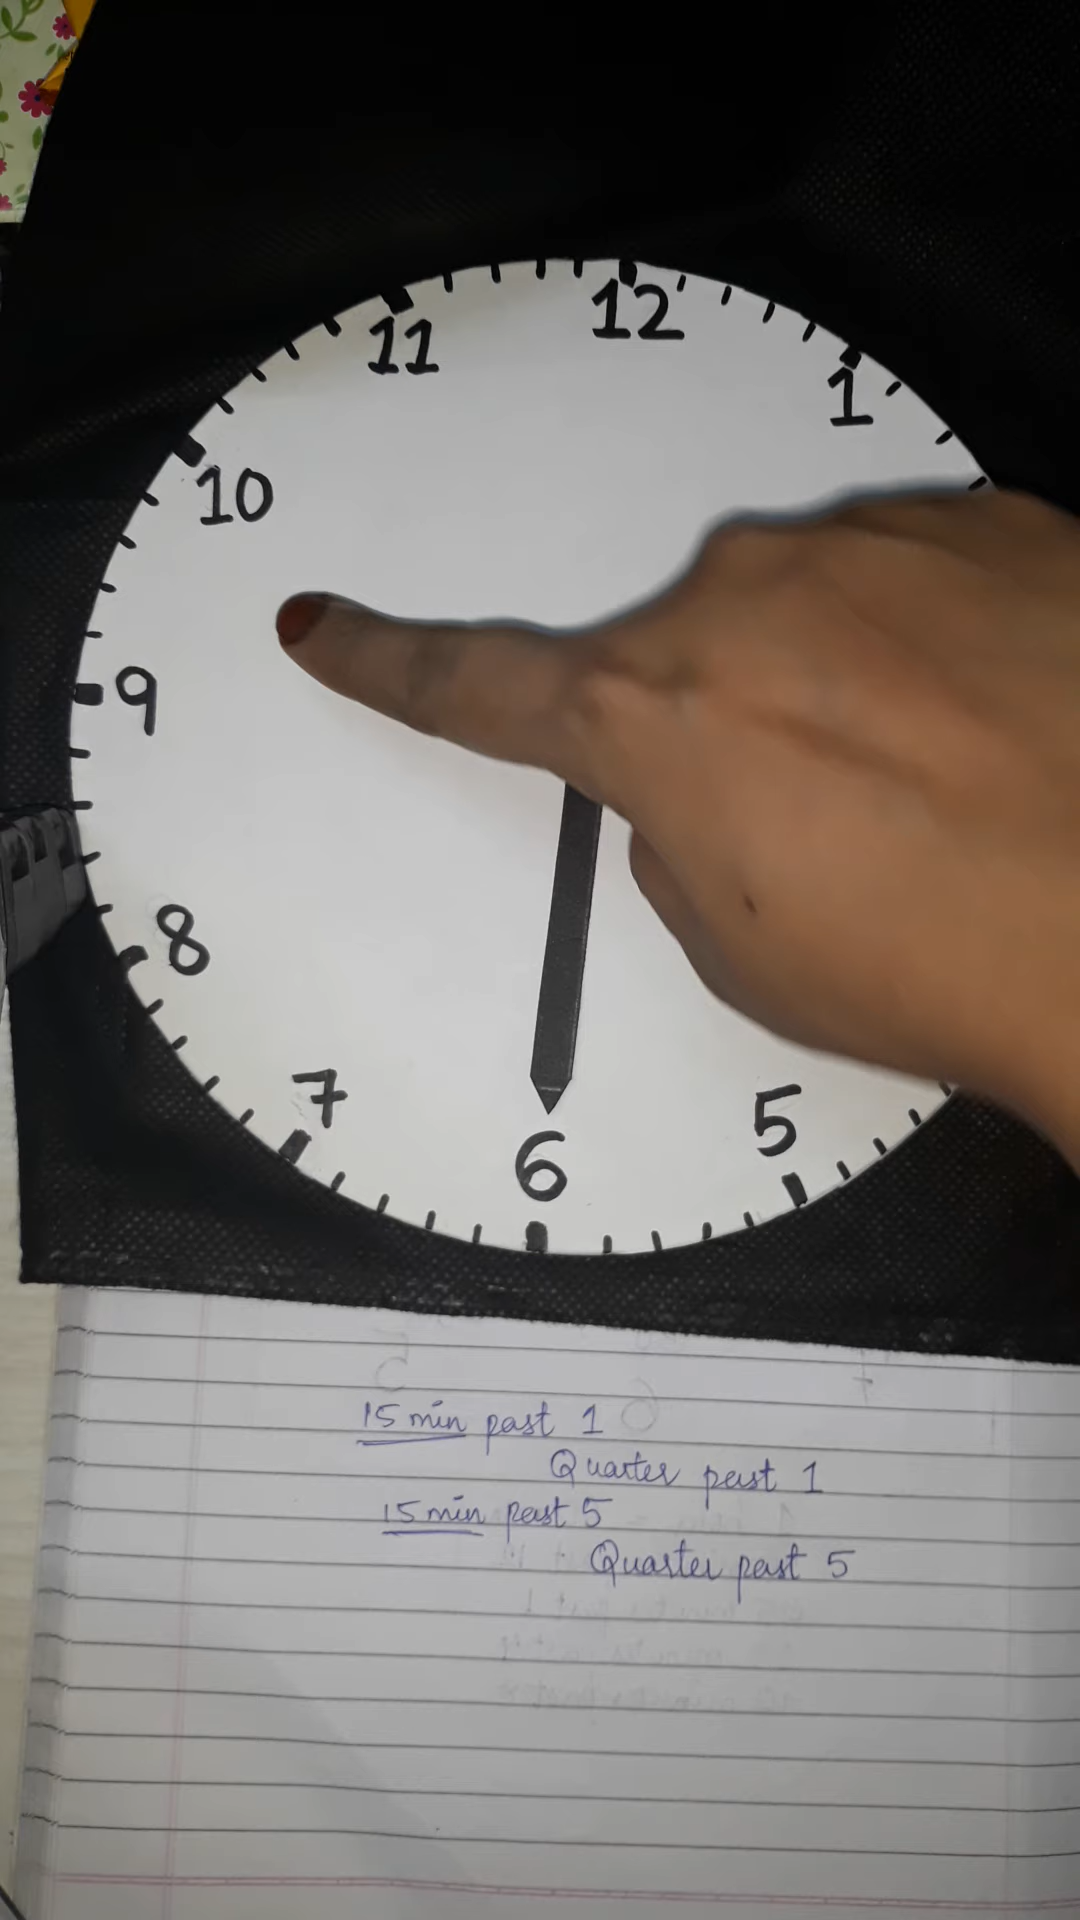 12
11
1
10
9
8
7
5
6
15 min past 1
Quarter past 1
15 min past 5
Quarter past 5